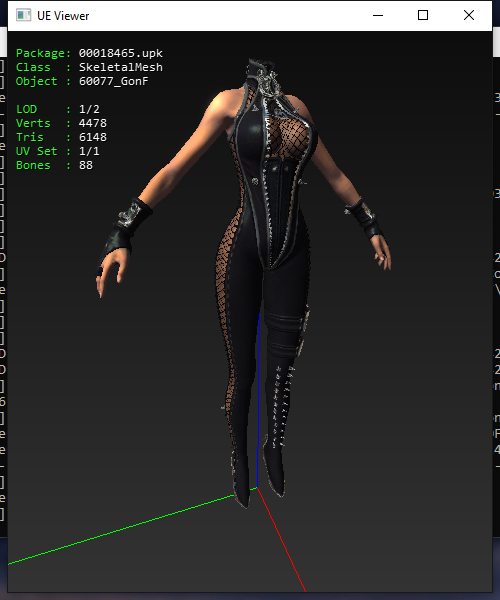 UE Viewer
Package: 00018465.upk
Class : SkeletalMesh
Object : 60077_GonF
LOD : 1/2
Verts : 4478
Tris : 6148
UV Set : 1/1
Bones : 88